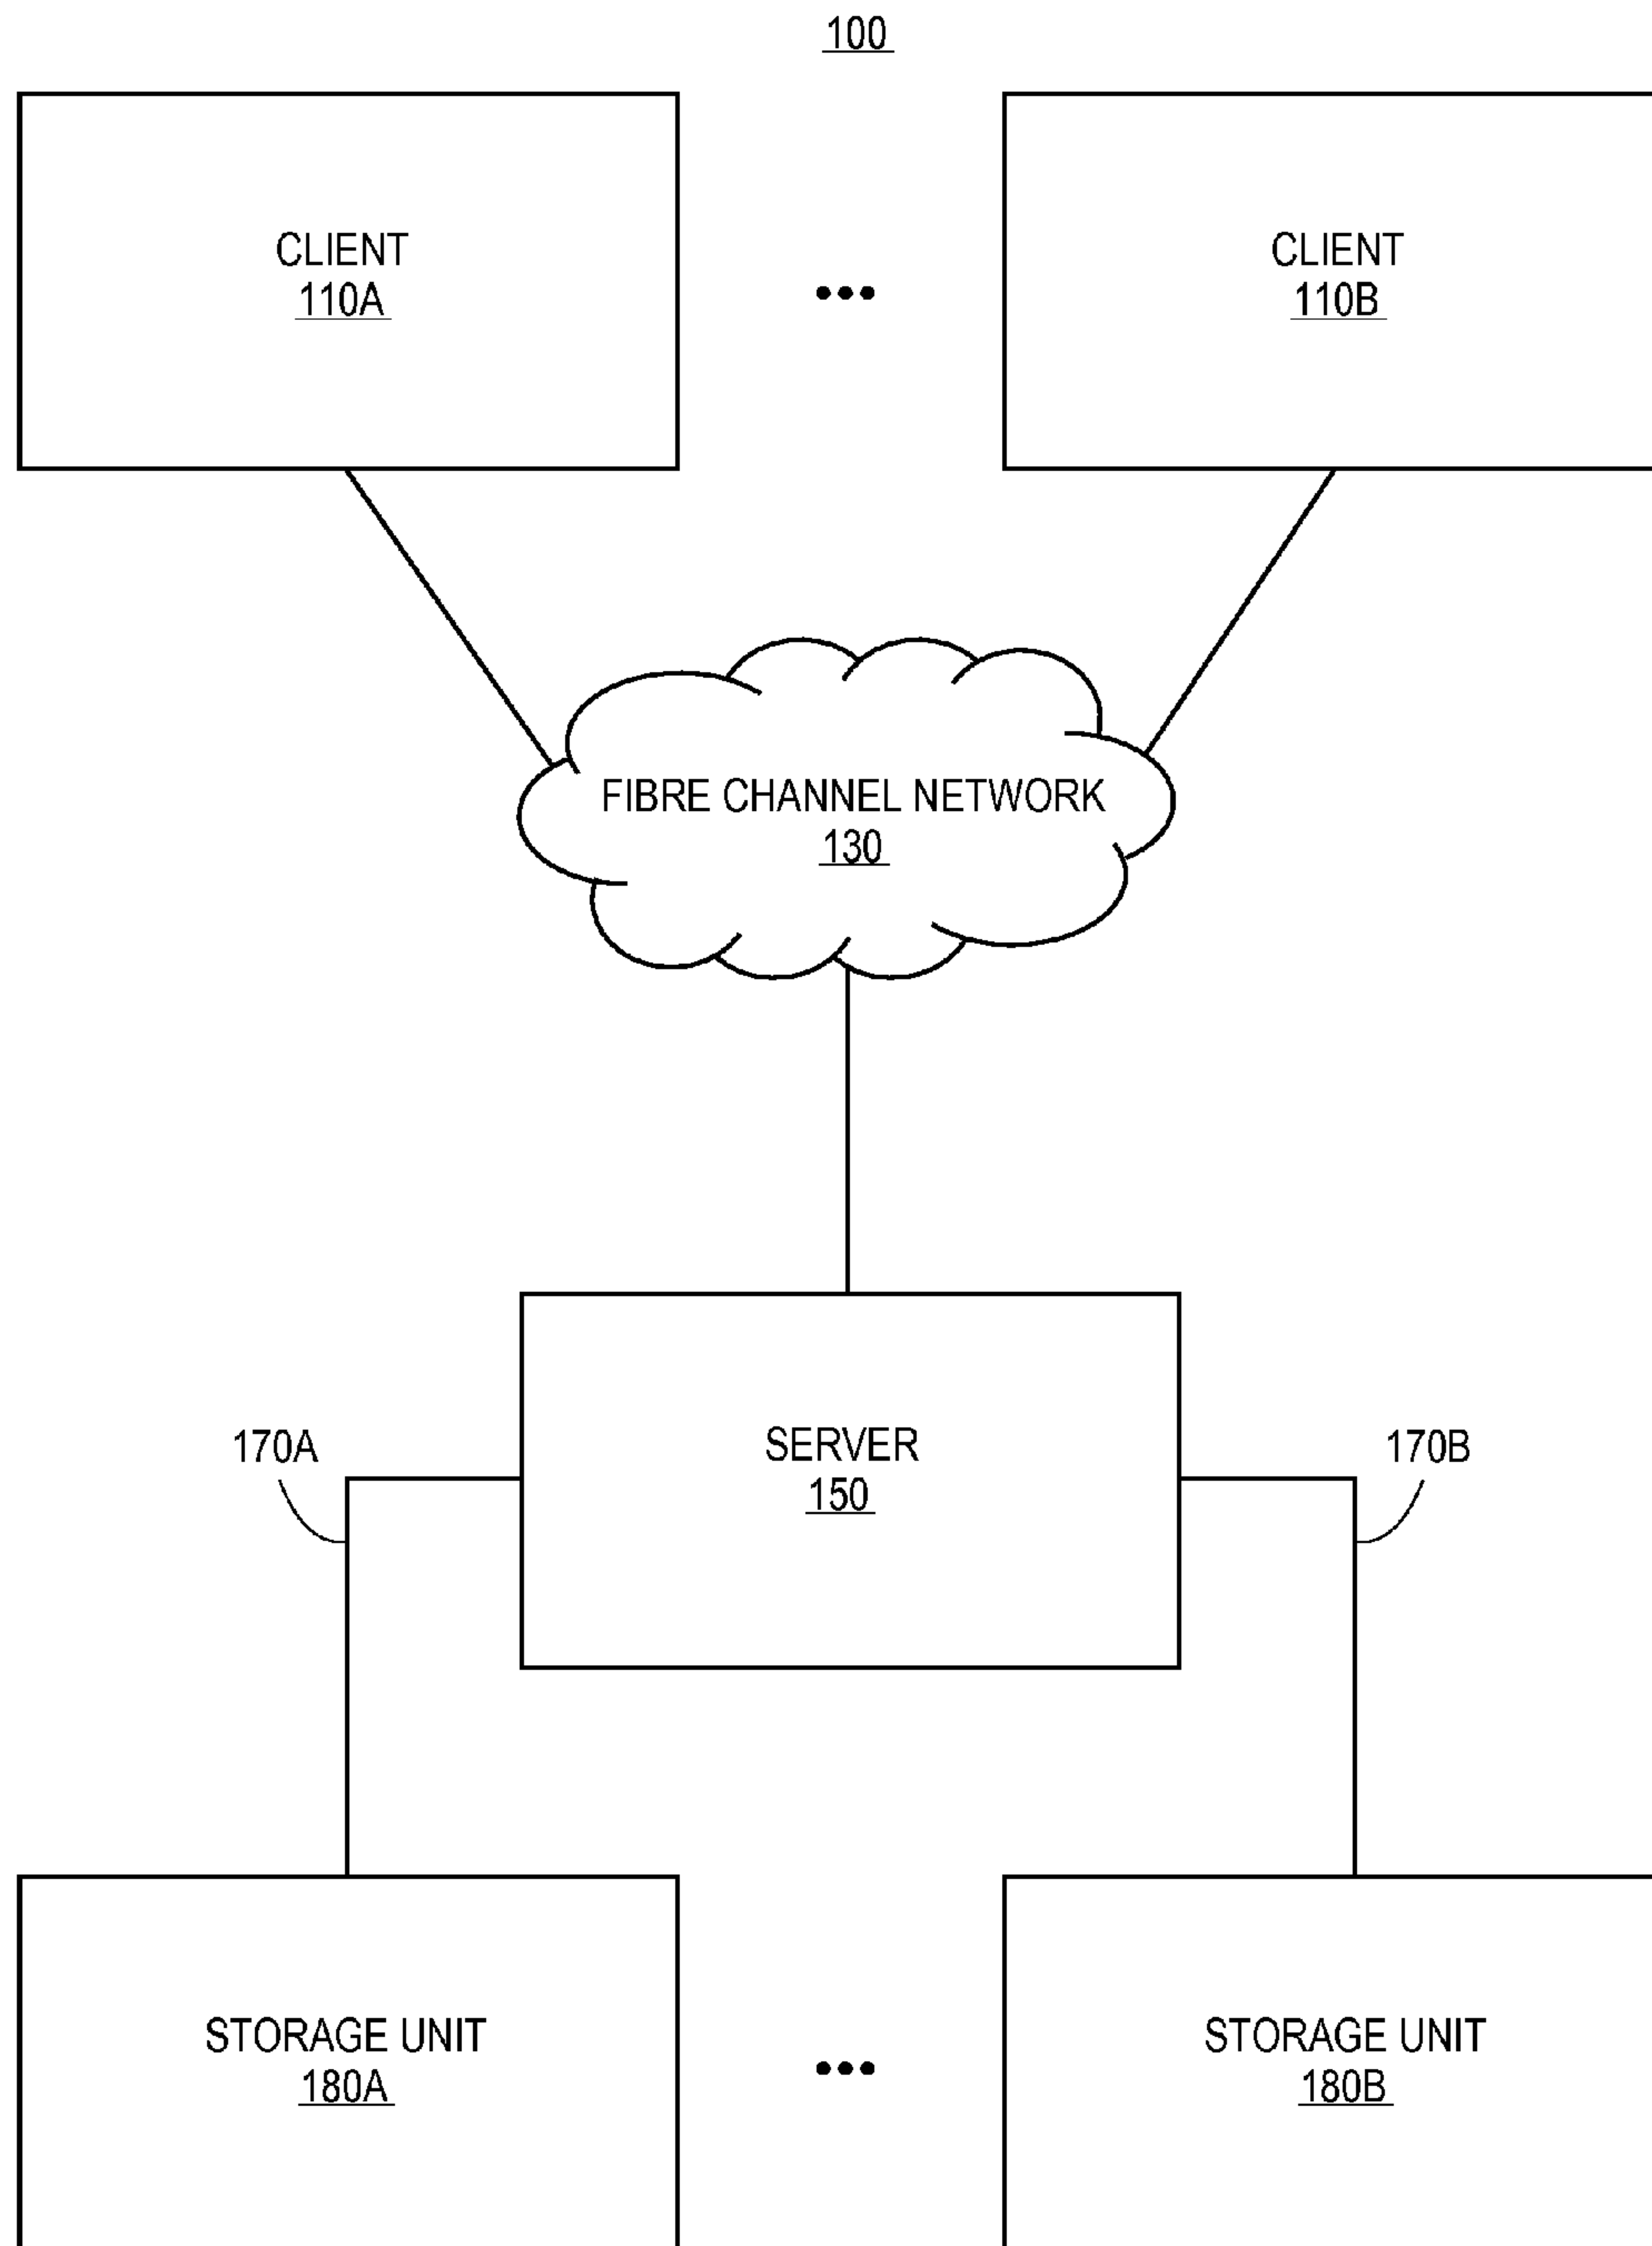 100
CLIENT
110A
•••
CLIENT
110B
FIBRE CHANNEL NETWORK
130
170A
SERVER
150
170B
STORAGE UNIT
180A
•••
STORAGE UNIT
180B